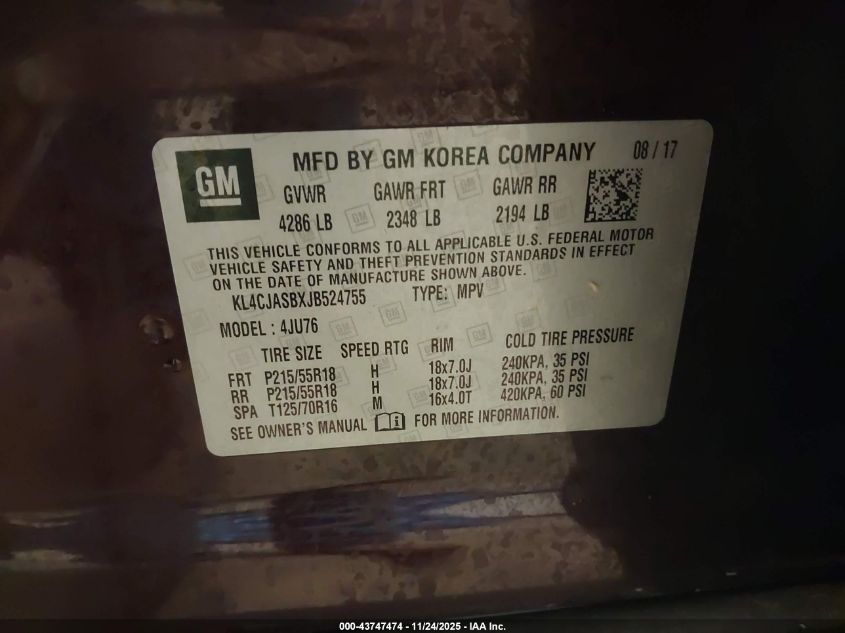 GM
MFD BY GM KOREA COMPANY 08 / 17
GVWR GAWR FRT GAWR RR
4286 LB 2348 LB 2194 LB
THIS VEHICLE CONFORMS TO ALL APPLICABLE U.S. FEDERAL MOTOR
VEHICLE SAFETY AND THEFT PREVENTION STANDARDS IN EFFECT
ON THE DATE OF MANUFACTURE SHOWN ABOVE.
KL4CJASBXJB524755 TYPE: MPV
MODEL : 4JU76
TIRE SIZE SPEED RTG RIM COLD TIRE PRESSURE
FRT P215/55R18 H 18x7.0J 240KPA, 35 PSI
RR P215/55R18 H 18x7.0J 240KPA, 35 PSI
SPA T125/70R16 M 16x4.0T 420KPA, 60 PSI
SEE OWNER'S MANUAL FOR MORE INFORMATION.
000-43747474 - 11/24/2025 - IAA Inc.